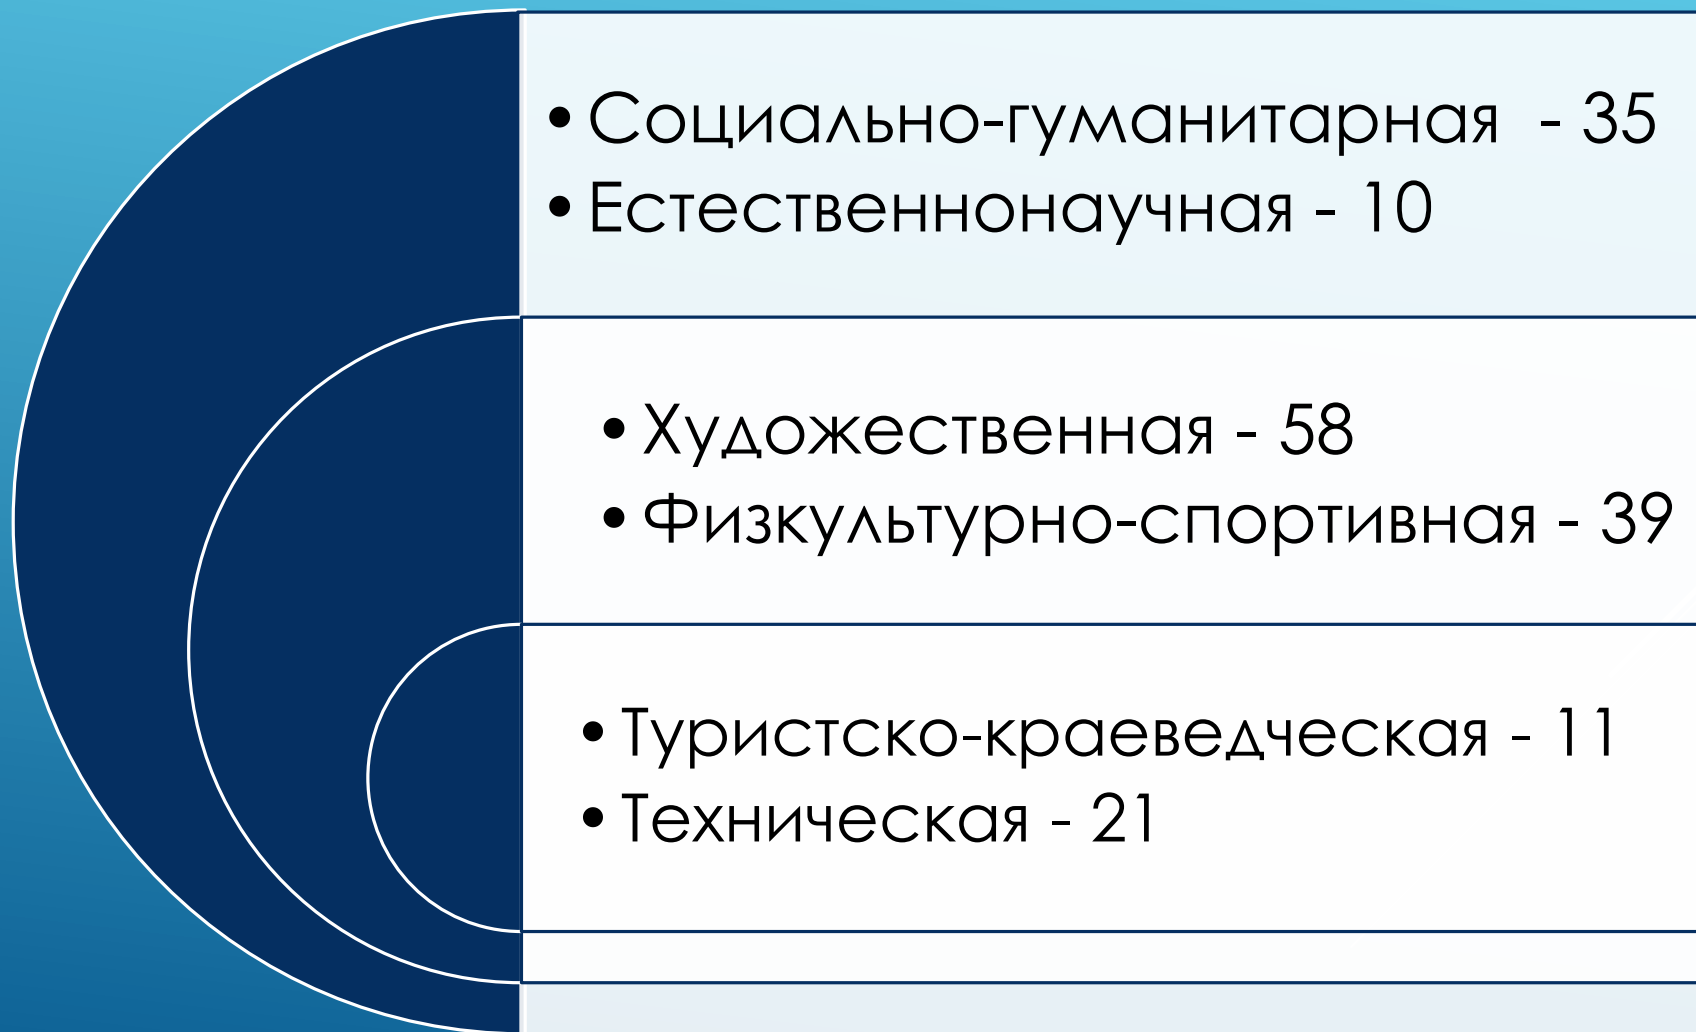 •Социально-гуманитарная - 35
•Естественнонаучная - 10
•Художественная - 58
•Физкультурно-спортивная - 39
•Туристско-краеведческая - 11
•Техническая - 21